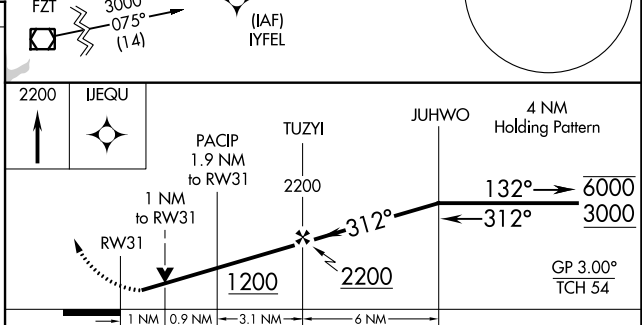 FZT
3000
075°
(14)
(IAF)
IYFEL
2200
IJEQU
PACIP
1.9 NM
to RW31
TUZYI
JUHWO
4 NM
Holding Pattern
1 NM
to RW31
2200
132°
6000
3000
312°
312°
RW31
1200
2200
GP 3.00°
TCH 54
1 NM
0.9 NM
3.1 NM
6 NM